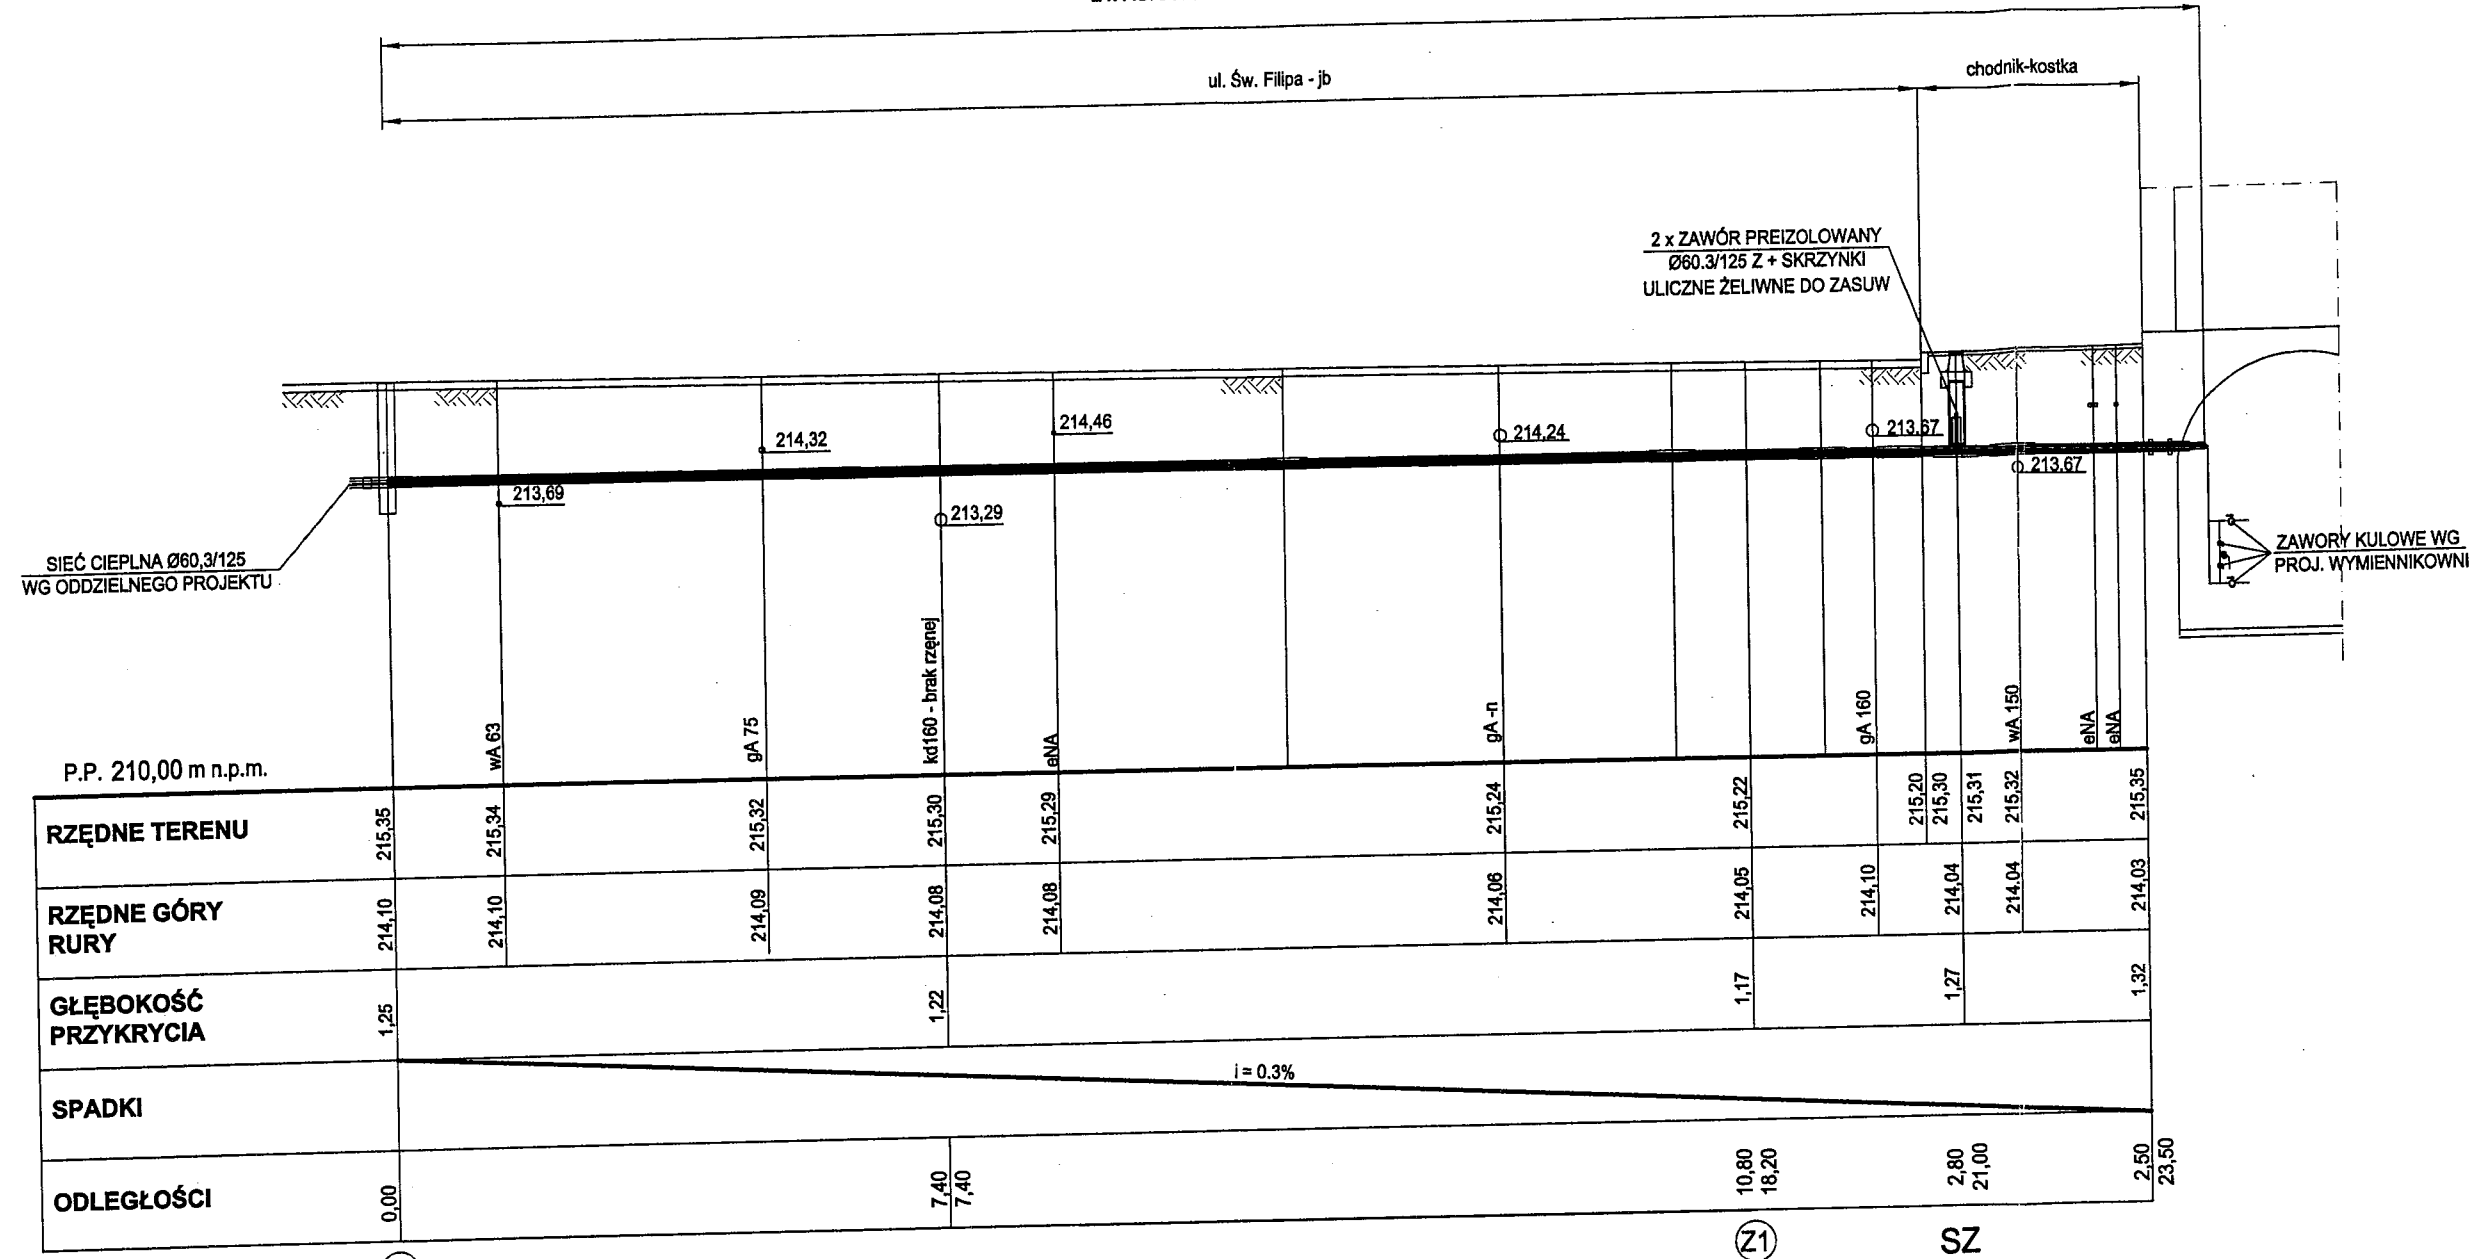 ul. Św. Filipa - jb
chodnik-kostka
2 x ZAWÓR PREIZOLOWANY
Ø60.3/125 Z + SKRZYNKI
ULICZNE ŻELIWNE DO ZASUW
214,32
214,46
214,24
213,67
213,67
213,69
213,29
SIEĆ CIEPLNA Ø60,3/125
WG ODDZIELNEGO PROJEKTU
ZAWORY KULOWE WG
PROJ. WYMIENNIKOWNI
wA 63
gA 75
kd160 - brak rzęnej
eNA
gA -n
gA 160
wA 150
eNA
eNA
P.P. 210,00 m n.p.m.
RZĘDNE TERENU
215,35
215,34
215,32
215,30
215,29
215,24
215,22
215,20
215,30
215,31
215,32
215,35
RZĘDNE GÓRY
RURY
214,10
214,10
214,09
214,08
214,08
214,06
214,05
214,10
214,04
214.04
214,03
GŁĘBOKOŚĆ
PRZYKRYCIA
1,25
1,22
1,17
1,27
1,32
SPADKI
i = 0.3%
ODLEGŁOŚCI
0,00
7,40
7,40
10,80
18,20
2,80
21,00
2,50
23,50
Z1
SZ